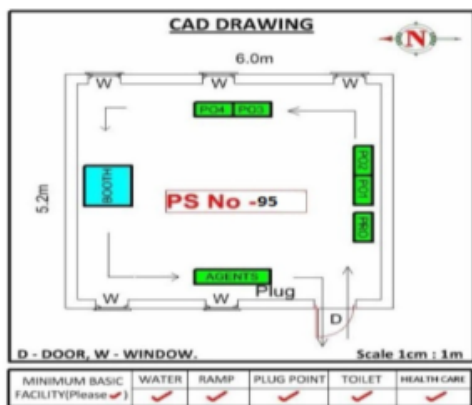 CAD DRAWING
N
6.0m
W W W
PO4 PO3
5.2m
BOOTH
PO2
PO1
PRO
PS No -95
AGENTS
Plug
W W
D
D - DOOR, W - WINDOW.
Scale 1cm : 1m
MINIMUM BASIC FACILITY(Please ✓) WATER RAMP PLUG POINT TOILET HEALTH CARE
✓ ✓ ✓ ✓ ✓